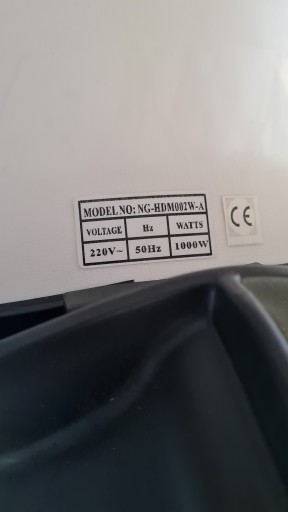 MODEL NO: NG-HDM002W-A
VOLTAGE Hz WATTS
220V~ 50Hz 1000W
CE